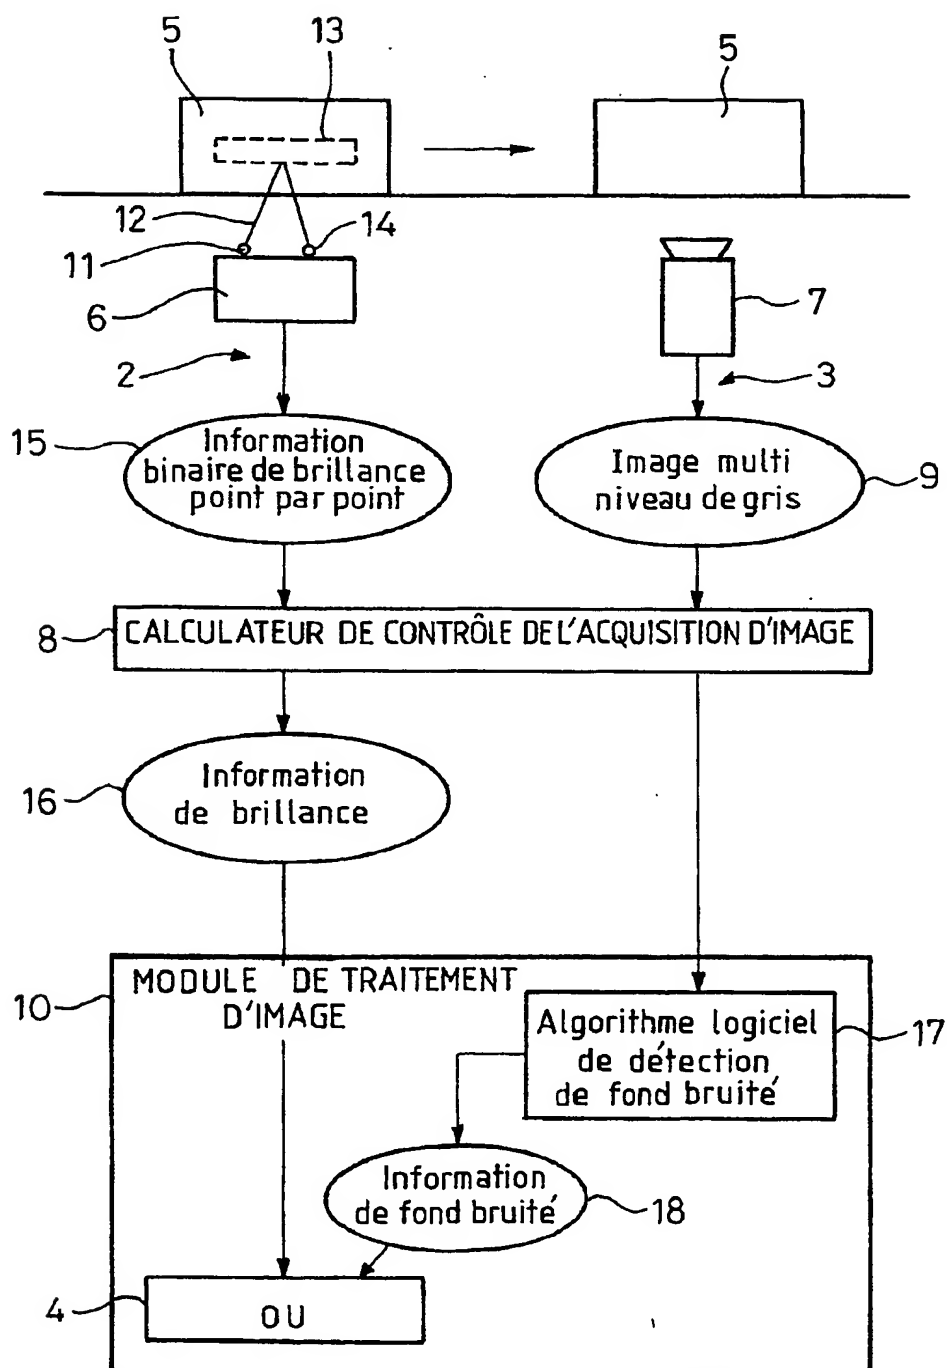 5
13
5
12
14
11
6
7
2
3
15
Information
binaire de brillance
point par point
Image multi
niveau de gris
9
8
CALCULATEUR DE CONTRÔLE DE L'ACQUISITION D'IMAGE
16
Information
de brillance
10
MODULE DE TRAITEMENT
D'IMAGE
Algorithme logiciel
de détection
de fond bruité
17
Information
de fond bruité
18
4
OU